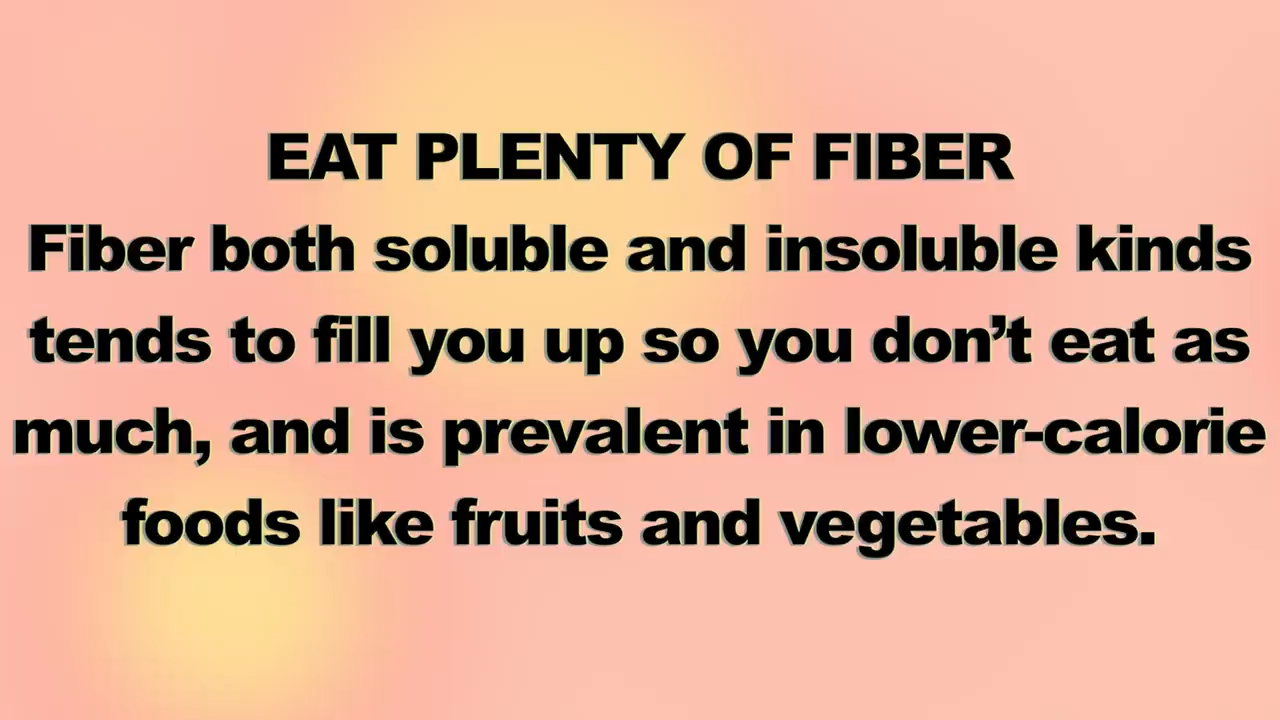 EAT PLENTY OF FIBER
Fiber both soluble and insoluble kinds
tends to fill you up so you don’t eat as
much, and is prevalent in lower-calorie
foods like fruits and vegetables.